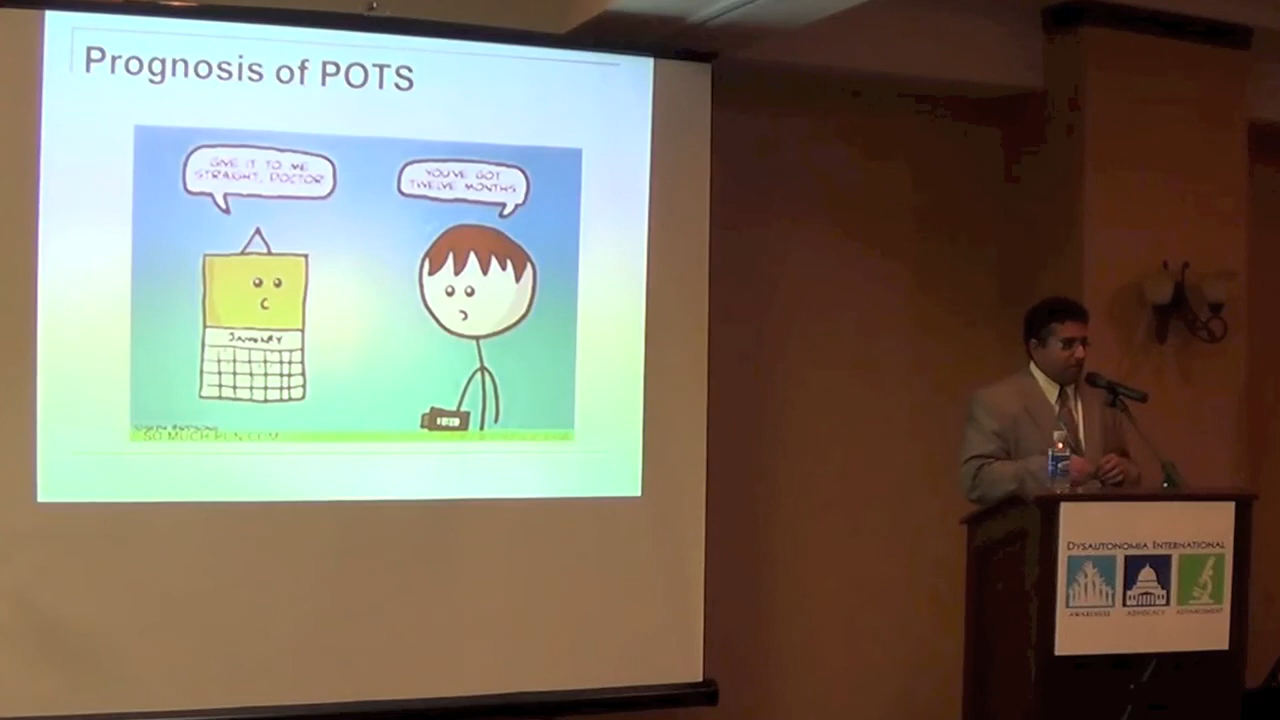 Prognosis of POTS
GIVE IT TO ME
STRAIGHT, DOCTOR
YOU'VE GOT
TWELVE MONTHS
JANUARY
SO MUCH PUN.COM
DYSAUTONOMIA INTERNATIONAL
AWARENESS
ADVOCACY
ADVANCEMENT